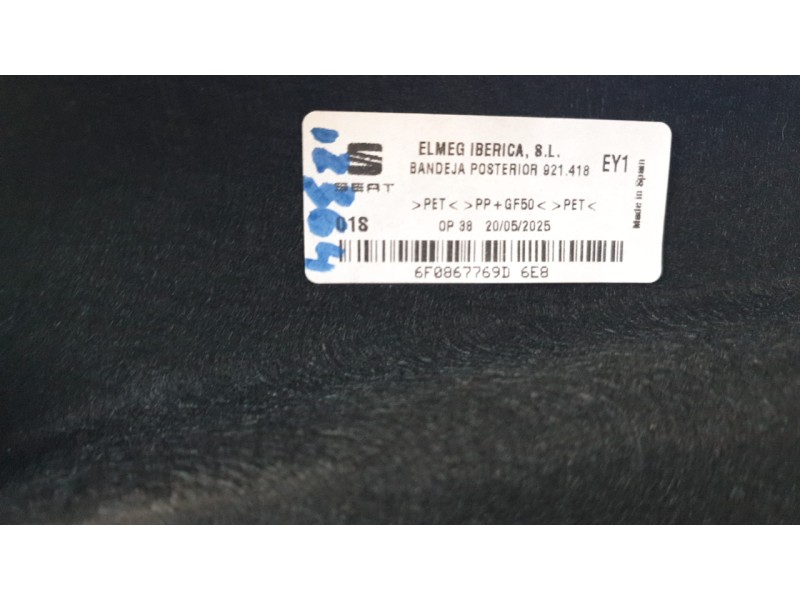 ELMEG IBERICA, S.L.
BANDEJA POSTERIOR 921.418
EY1
Made in Spain
SEAT
>PET< >PP+GF50< >PET<
01S
OP 38 20/05/2025
6F0867769D 6E8